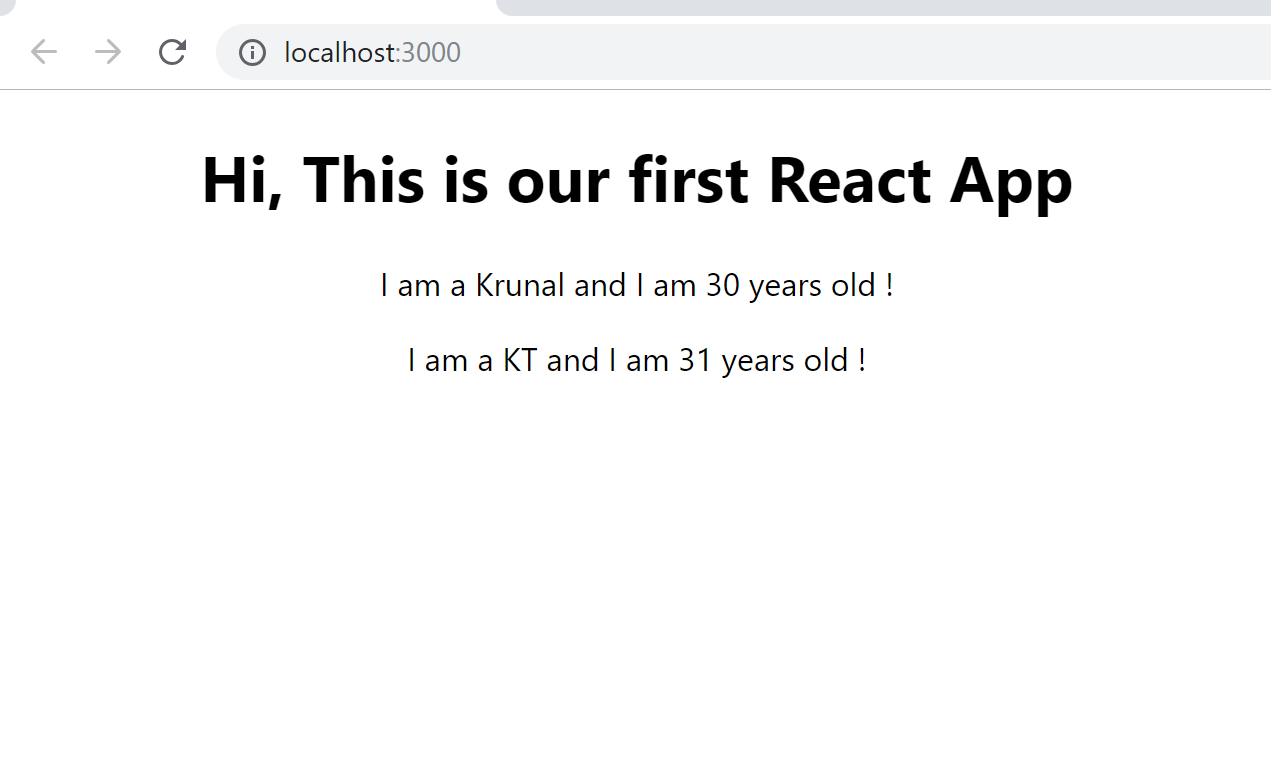 localhost:3000
Hi, This is our first React App
I am a Krunal and I am 30 years old !
I am a KT and I am 31 years old !